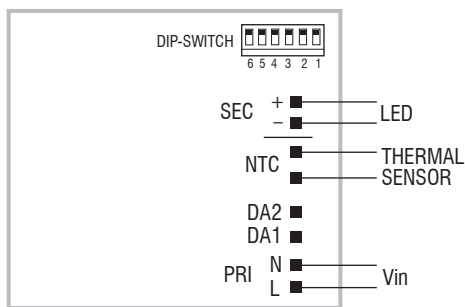 DIP-SWITCH
6 5 4 3 2 1
SEC + − LED
NTC THERMAL SENSOR
DA2
DA1
PRI N L Vin